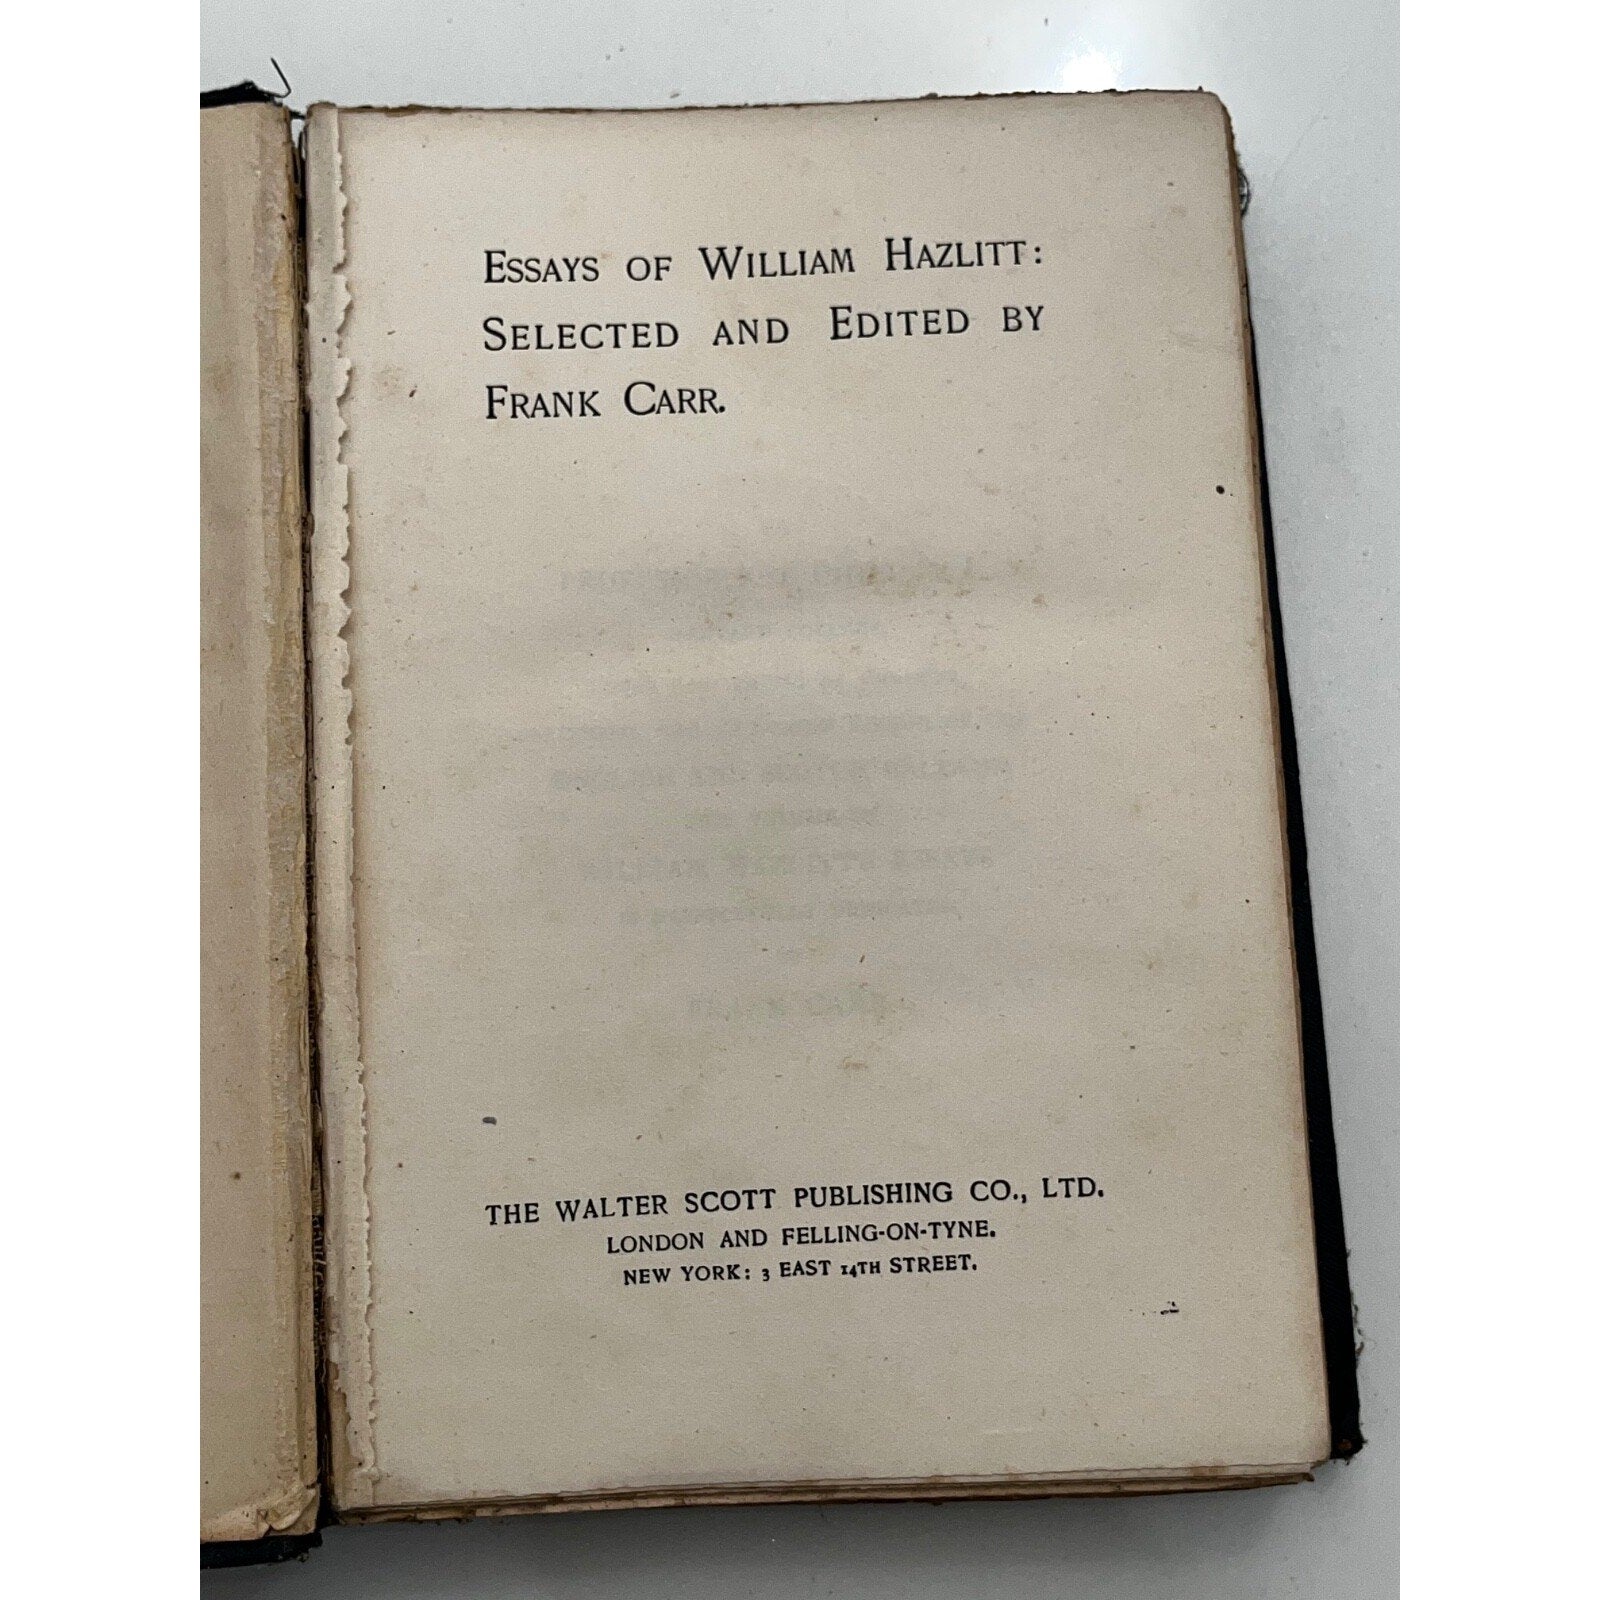 ESSAYS OF WILLIAM HAZLITT:
SELECTED AND EDITED BY
FRANK CARR.
THE WALTER SCOTT PUBLISHING CO., LTD.
LONDON AND FELLING-ON-TYNE.
NEW YORK: 3 EAST 14TH STREET.